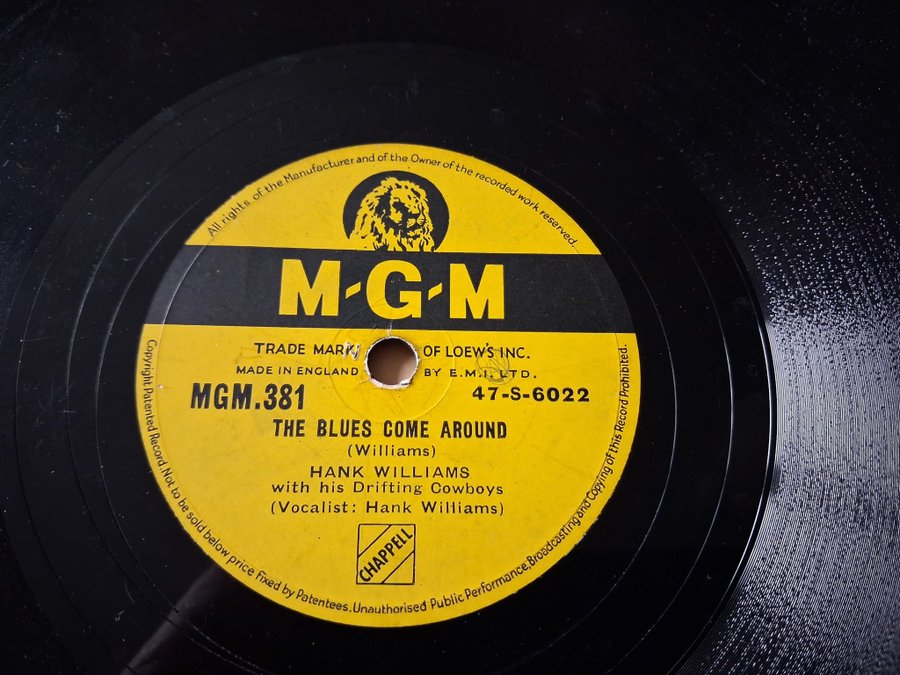 All rights of the Manufacturer and of the Owner of the recorded work reserved.
M-G-M
TRADE MARK OF LOEW'S INC.
MADE IN ENGLAND BY E.M.I. LTD.
MGM.381 47-S-6022
THE BLUES COME AROUND
(Williams)
HANK WILLIAMS
with his Drifting Cowboys
(Vocalist: Hank Williams)
CHAPPELL
Copyright Patented Record. Not to be sold below price fixed by Patentees. Unauthorised Public Performance, Broadcasting and Copying of this Record Prohibited.